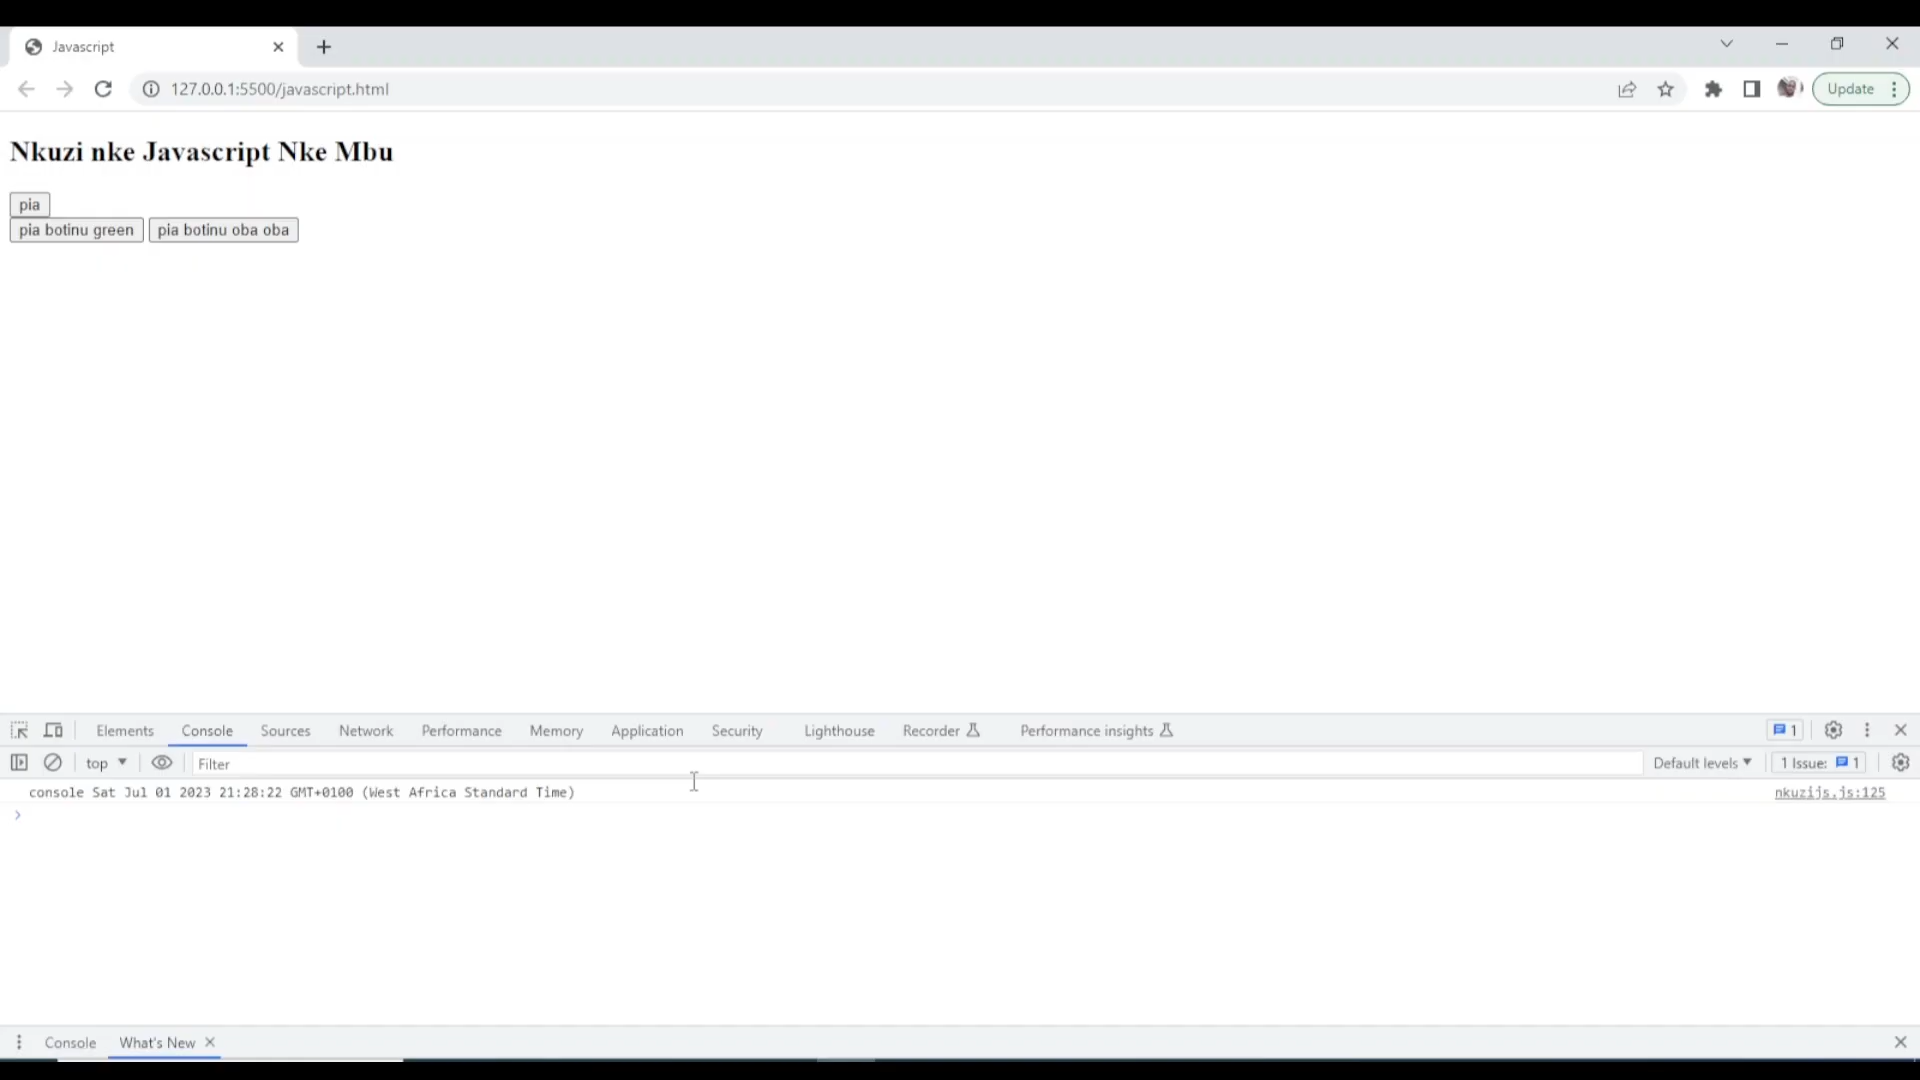 Javascript
127.0.0.1:5500/javascript.html
Update
Nkuzi nke Javascript Nke Mbu
pia
pia botinu green pia botinu oba oba
Elements Console Sources Network Performance Memory Application Security Lighthouse Recorder Performance insights 1
top Filter Default levels 1 Issue: 1
console Sat Jul 01 2023 21:28:22 GMT+0100 (West Africa Standard Time) nkuzijs.js:125
Console What's New